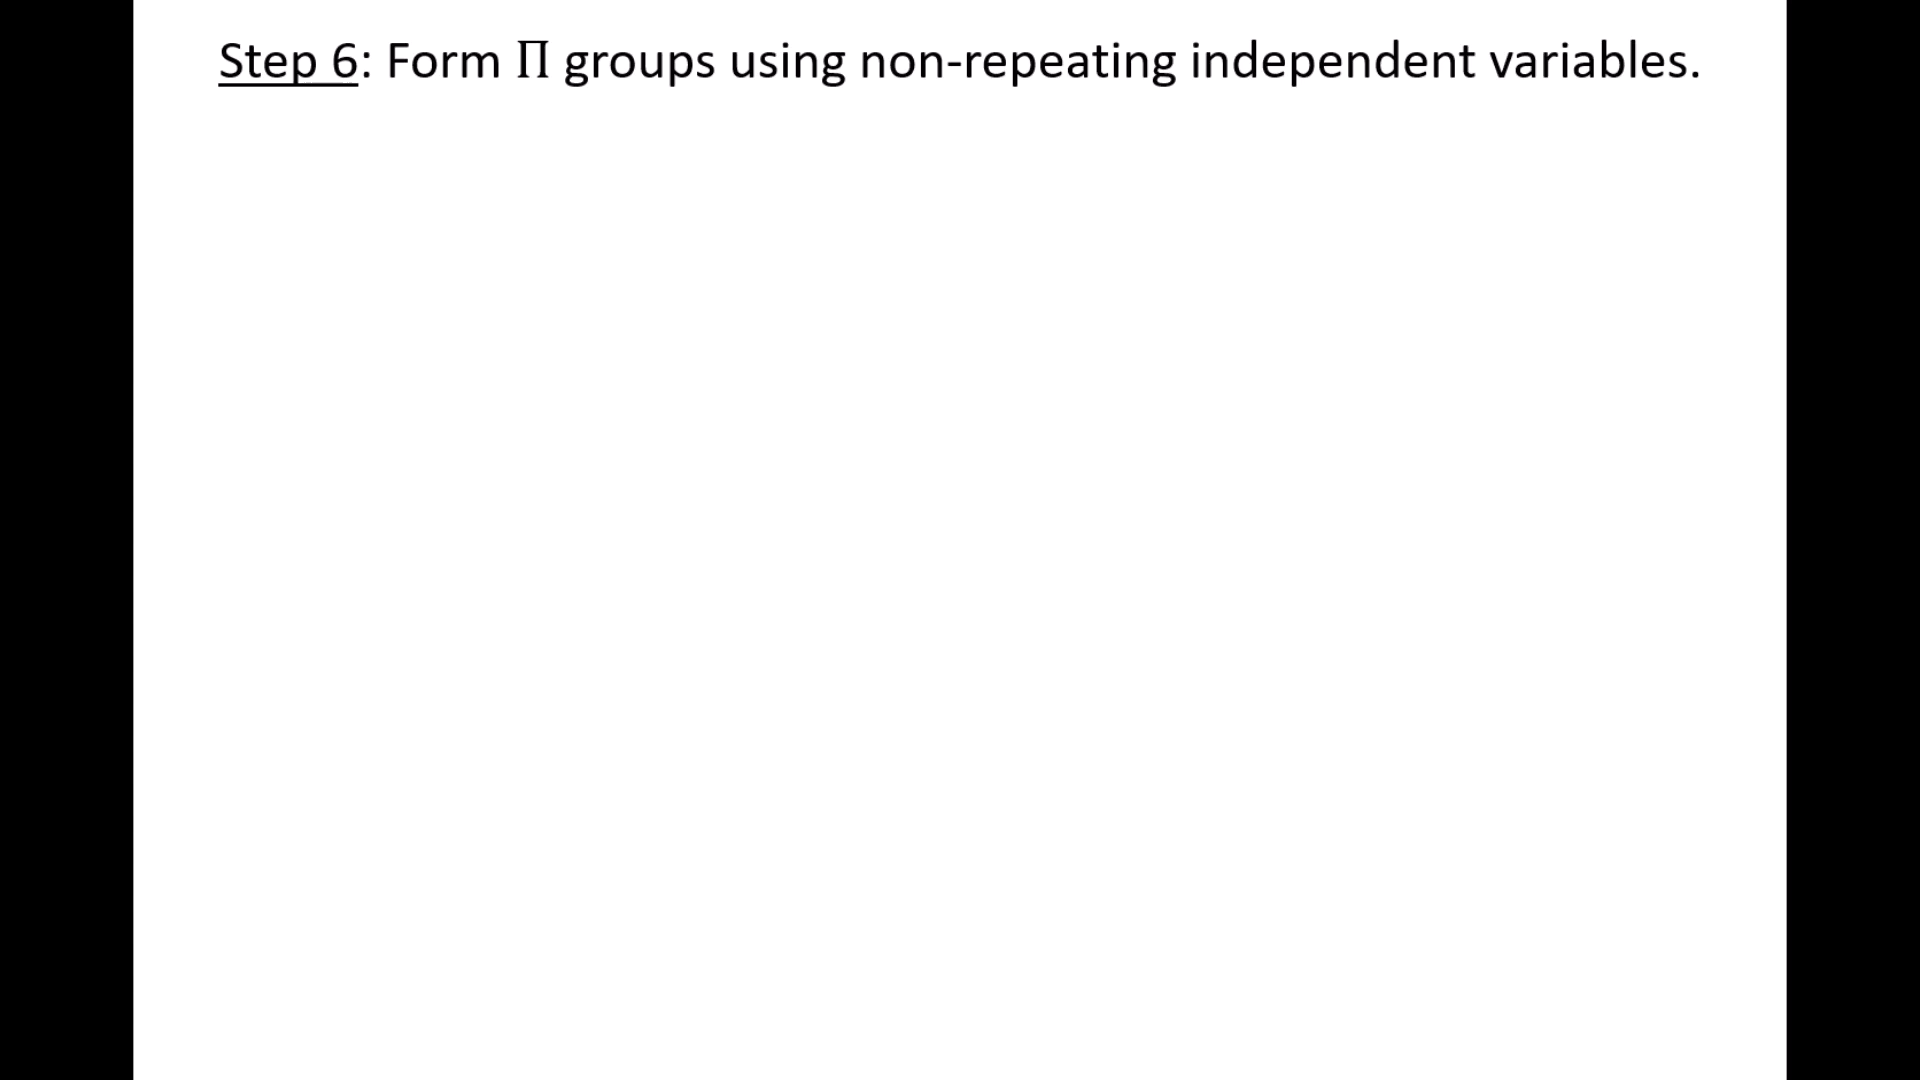 Step 6: Form Π groups using non-repeating independent variables.